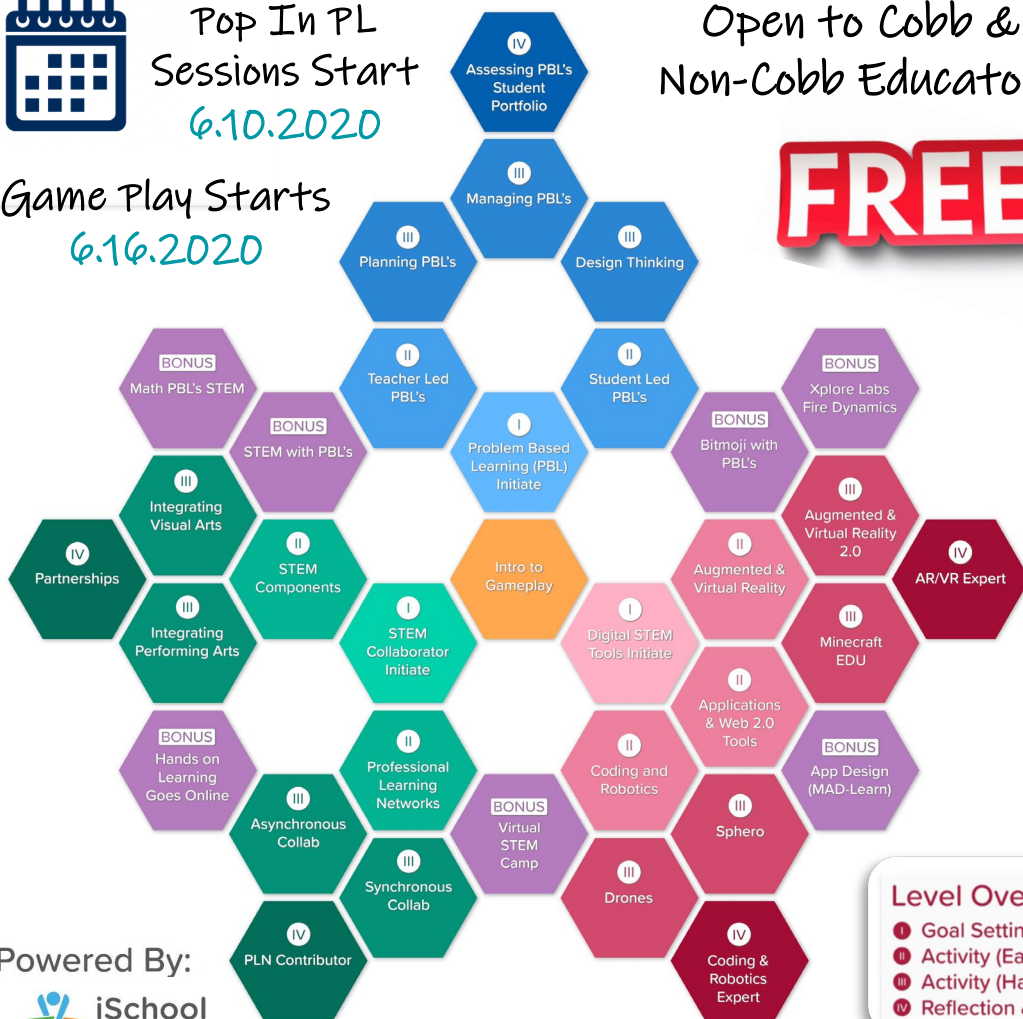 Pop In PL
Sessions Start
6.10.2020
Open to Cobb &
Non-Cobb
FREE
Game Play Starts
6.16.2020
IV
Assessing PBL's
Student
Portfolio
III
Managing PBL's
III
Planning PBL's
III
Design Thinking
BONUS
Math PBL's STEM
II
Teacher Led
PBL's
II
Student Led
PBL's
BONUS
Xplore Labs
Fire Dynamics
BONUS
STEM with PBL's
I
Problem Based
Learning (PBL)
Initiate
BONUS
Bitmoji with
PBL's
III
Integrating
Visual Arts
III
Augmented &
Virtual Reality
2.0
IV
Partnerships
II
STEM
Components
Intro to
Gameplay
II
Augmented &
Virtual Reality
IV
AR/VR Expert
III
Integrating
Performing Arts
I
STEM
Collaborator
Initiate
I
Digital STEM
Tools Initiate
III
Minecraft
EDU
II
Applications
& Web 2.0
Tools
BONUS
Hands on
Learning
Goes Online
II
Professional
Learning
Networks
II
Coding and
Robotics
BONUS
App Design
(MAD-Learn)
III
Asynchronous
Collab
BONUS
Virtual
STEM
Camp
III
Sphero
III
Synchronous
Collab
III
Drones
IV
PLN Contributor
IV
Coding &
Robotics
Expert
Powered By:
iSchool
Level
I Goal
II Activity
III Activity
IV Reflection